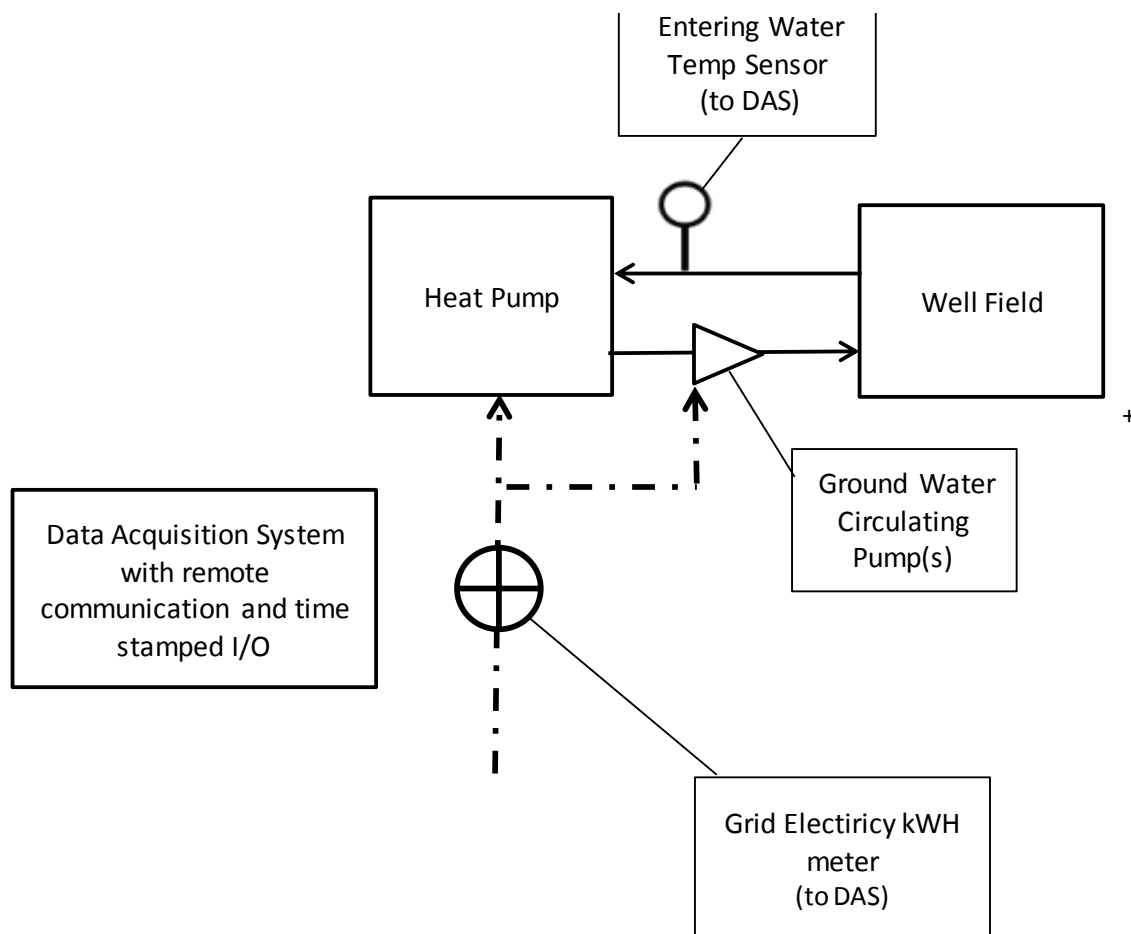 Entering Water
Temp Sensor
(to DAS)
Heat Pump
Well Field
+
Ground Water
Circulating
Pump(s)
Data Acquisition System
with remote
communication and time
stamped I/O
Grid Electiricy kWH
meter
(to DAS)